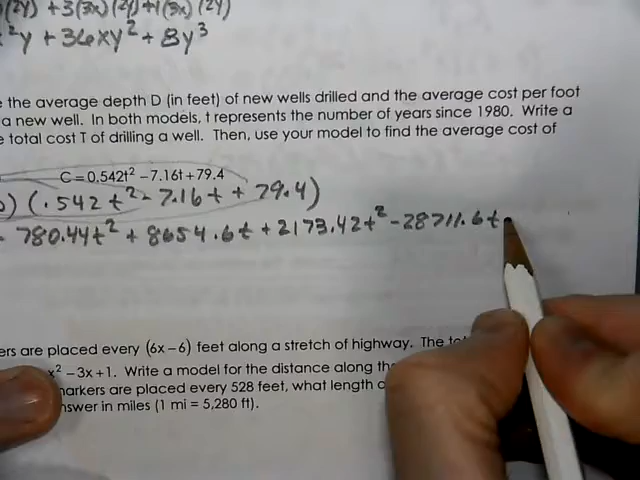 (2y) + 3(3x)(2y) + 1(3x)(2y)
²y + 36xy² + 8y³
the average depth D (in feet) of new wells drilled and the average cost per foot
a new well. In both models, t represents the number of years since 1980. Write a
total cost T of drilling a well. Then, use your model to find the average cost of
C = 0.542t² – 7.16t + 79.4
) (.542t² - 7.16t + 79.4)
- 780.44t² + 8654.6t + 2173.42t² - 28711.6t
ers are placed every (6x – 6) feet along a stretch of highway. The
x² – 3x + 1. Write a model for the distance along
markers are placed every 528 feet, what length
answer in miles (1 mi = 5,280 ft).